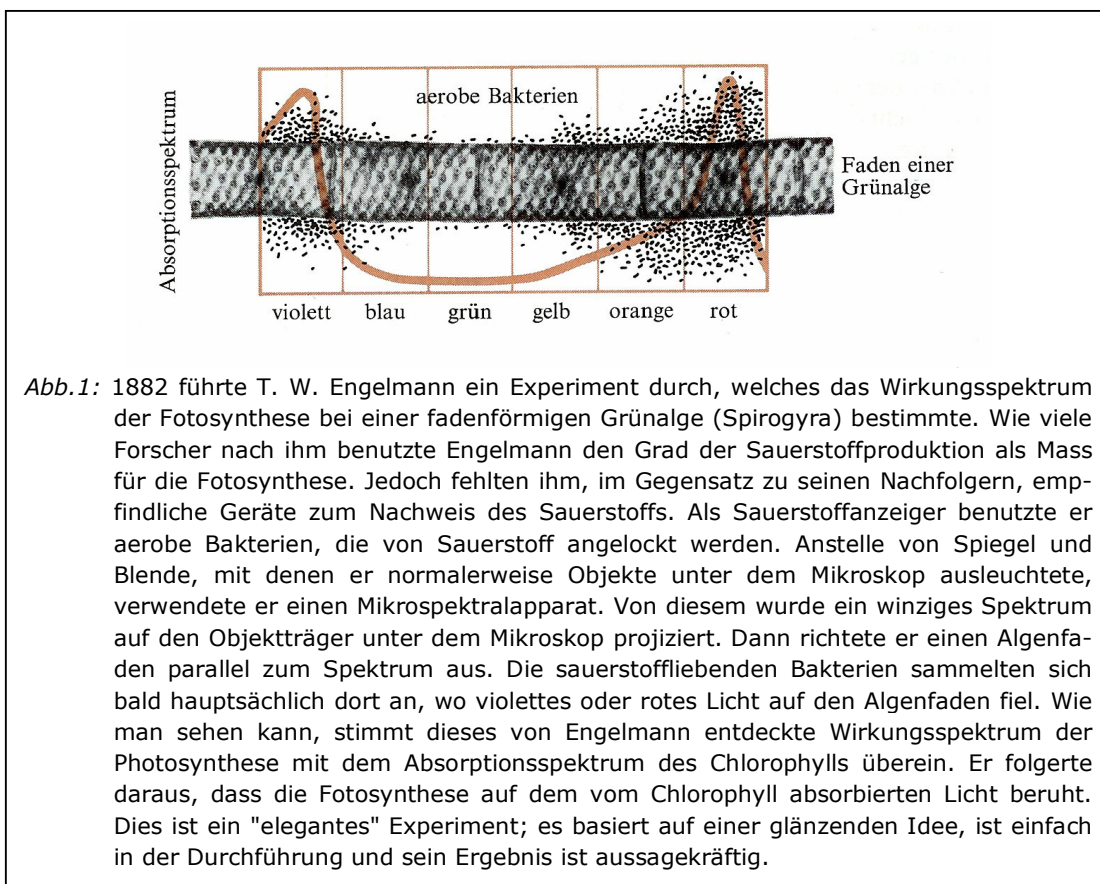 aerobe Bakterien
Absorptionsspektrum
Faden einer
Grünalge
violett blau grün gelb orange rot
Abb.1: 1882 führte T. W. Engelmann ein Experiment durch, welches das Wirkungsspektrum
der Fotosynthese bei einer fadenförmigen Grünalge (Spirogyra) bestimmte. Wie viele
Forscher nach ihm benutzte Engelmann den Grad der Sauerstoffproduktion als Mass
für die Fotosynthese. Jedoch fehlten ihm, im Gegensatz zu seinen Nachfolgern, emp-
findliche Geräte zum Nachweis des Sauerstoffs. Als Sauerstoffanzeiger benutzte er
aerobe Bakterien, die von Sauerstoff angelockt werden. Anstelle von Spiegel und
Blende, mit denen er normalerweise Objekte unter dem Mikroskop ausleuchtete,
verwendete er einen Mikrospektralapparat. Von diesem wurde ein winziges Spektrum
auf den Objektträger unter dem Mikroskop projiziert. Dann richtete er einen Algenfa-
den parallel zum Spektrum aus. Die sauerstoffliebenden Bakterien sammelten sich
bald hauptsächlich dort an, wo violettes oder rotes Licht auf den Algenfaden fiel. Wie
man sehen kann, stimmt dieses von Engelmann entdeckte Wirkungsspektrum der
Photosynthese mit dem Absorptionsspektrum des Chlorophylls überein. Er folgerte
daraus, dass die Fotosynthese auf dem vom Chlorophyll absorbierten Licht beruht.
Dies ist ein "elegantes" Experiment; es basiert auf einer glänzenden Idee, ist einfach
in der Durchführung und sein Ergebnis ist aussagekräftig.